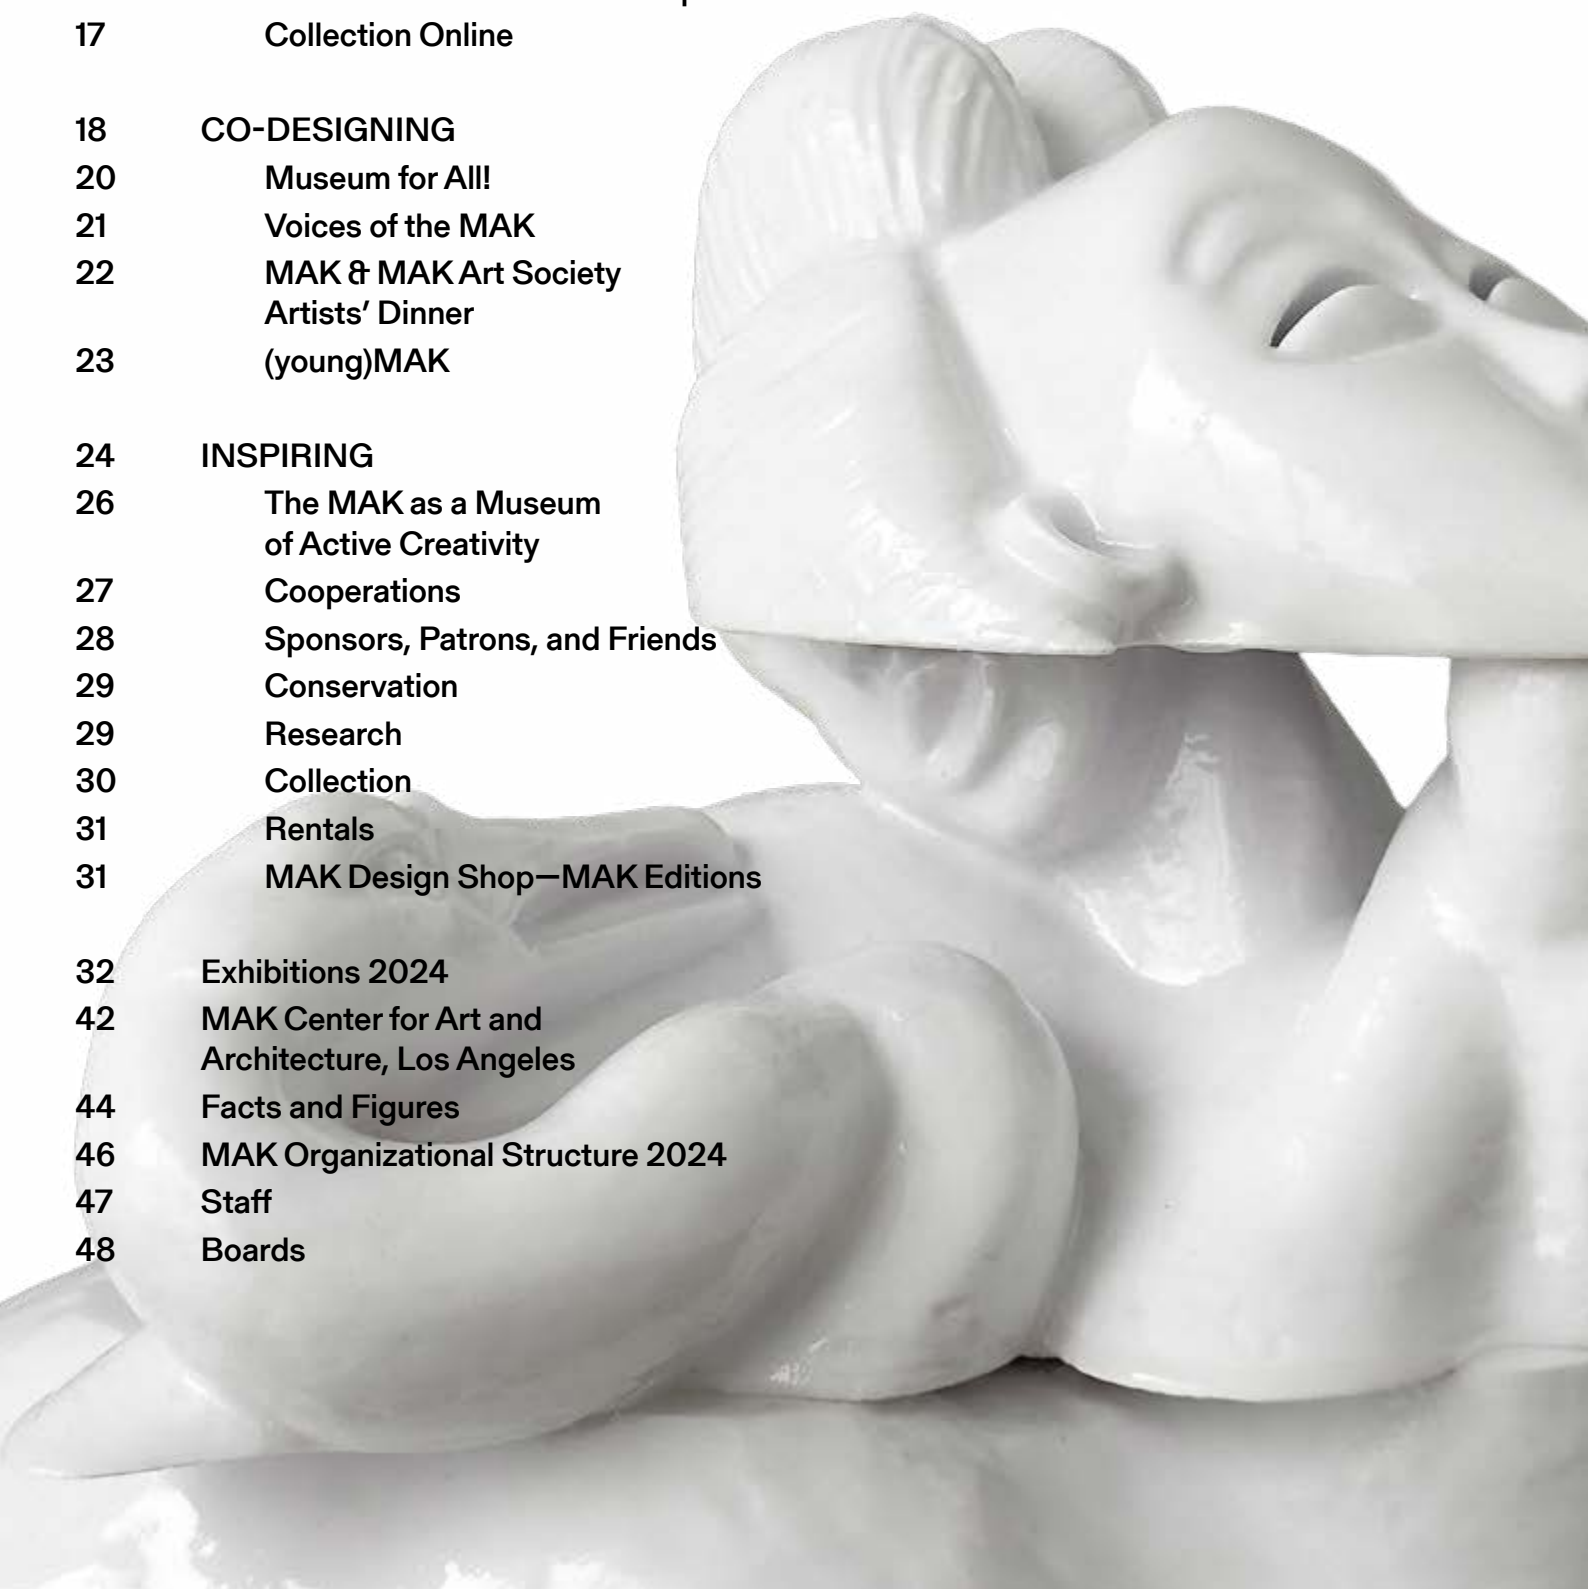 17 Collection Online
18 CO-DESIGNING
20 Museum for All!
21 Voices of the MAK
22 MAK & MAK Art Society
Artists’ Dinner
23 (young)MAK
24 INSPIRING
26 The MAK as a Museum
of Active Creativity
27 Cooperations
28 Sponsors, Patrons, and Friends
29 Conservation
29 Research
30 Collection
31 Rentals
31 MAK Design Shop—MAK Editions
32 Exhibitions 2024
42 MAK Center for Art and
Architecture, Los Angeles
44 Facts and Figures
46 MAK Organizational Structure 2024
47 Staff
48 Boards